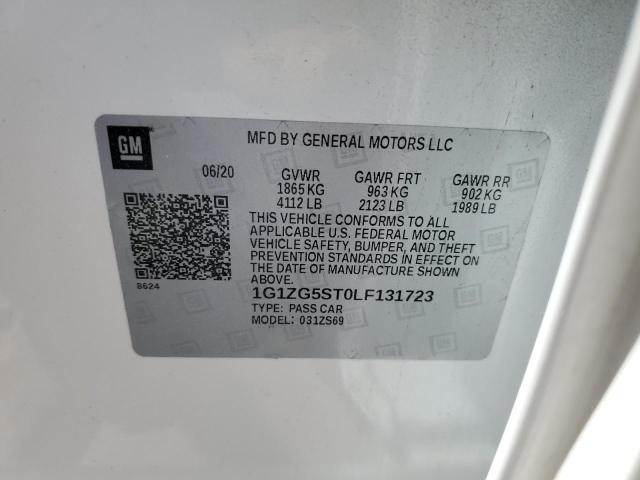 GM
MFD BY GENERAL MOTORS LLC
06/20 GVWR GAWR FRT GAWR RR
1865 KG 963 KG 902 KG
4112 LB 2123 LB 1989 LB
THIS VEHICLE CONFORMS TO ALL
APPLICABLE U.S. FEDERAL MOTOR
VEHICLE SAFETY, BUMPER, AND THEFT
PREVENTION STANDARDS IN EFFECT ON
THE DATE OF MANUFACTURE SHOWN
ABOVE.
8624
1G1ZG5ST0LF131723
TYPE: PASS CAR
MODEL: 031ZS69